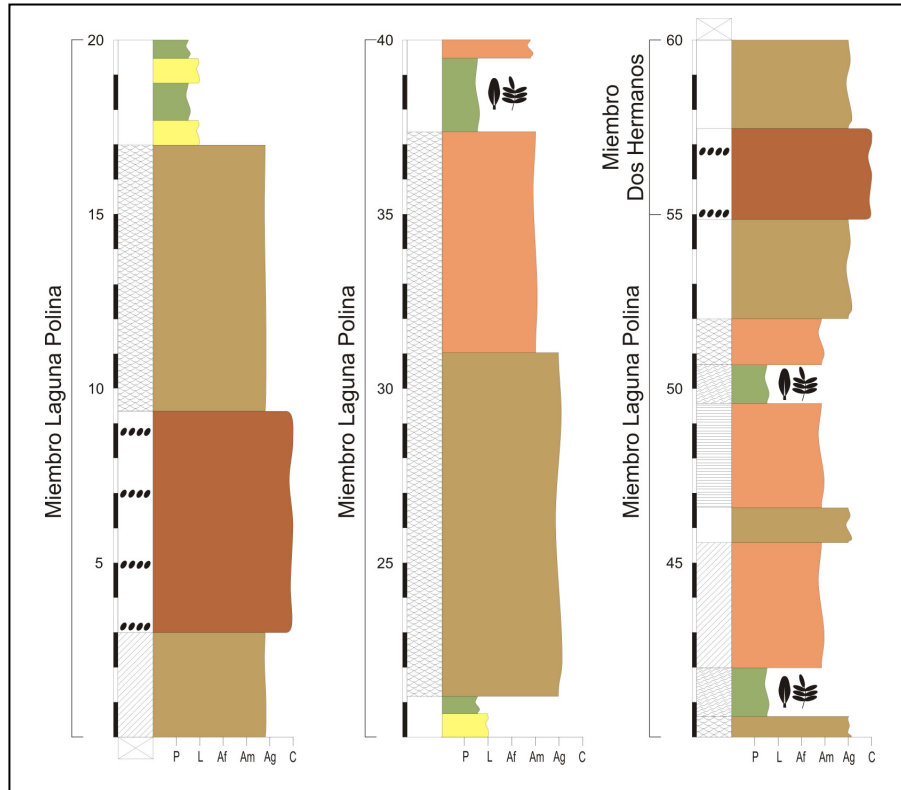 20
15
10
5
Miembro Laguna Polina
P L Af Am Ag C
40
35
30
25
Miembro Laguna Polina
P L Af Am Ag C
60
55
50
45
Miembro
Dos Hermanos
Miembro Laguna Polina
P L Af Am Ag C